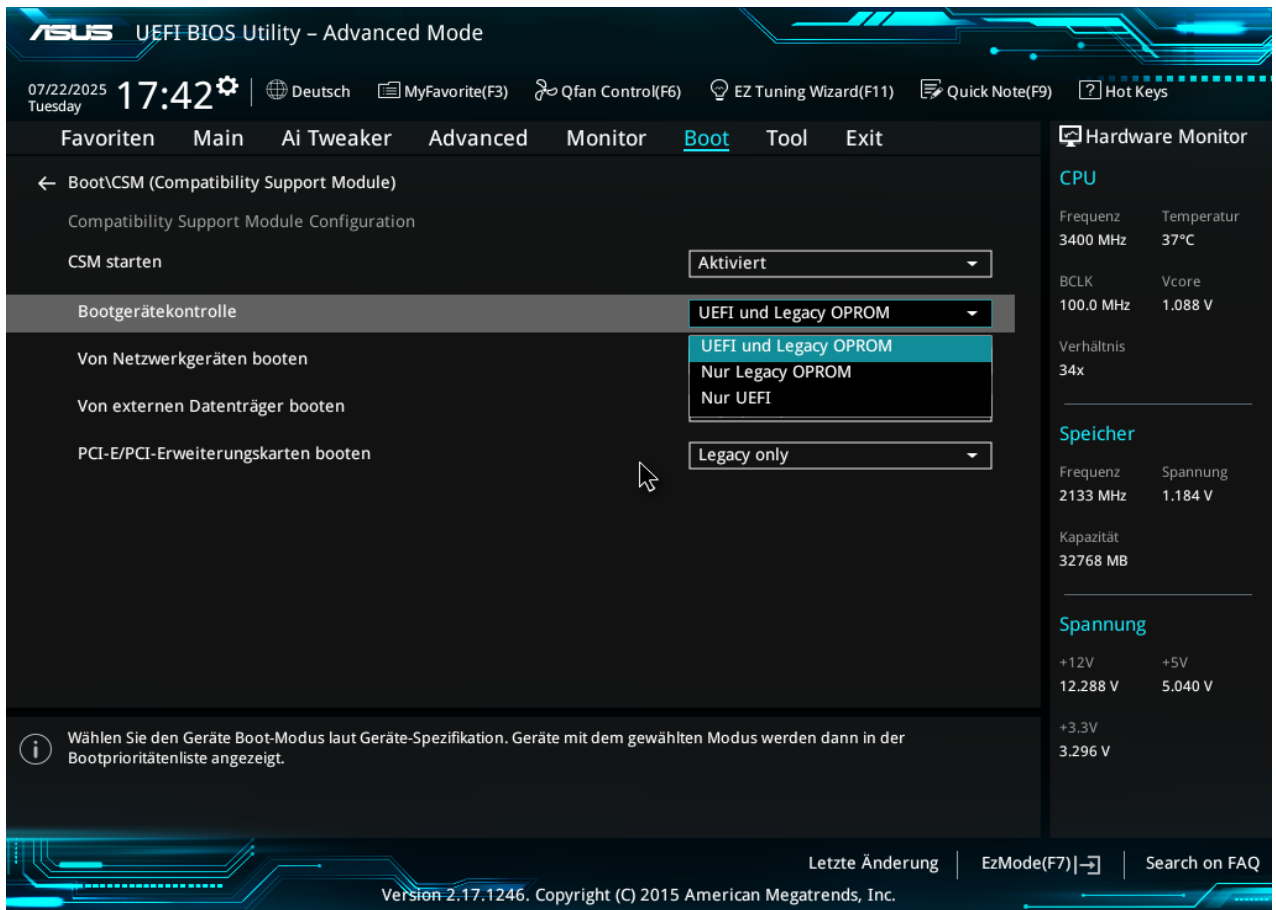 ASUS UEFI BIOS Utility – Advanced Mode
07/22/2025 Tuesday 17:42 Deutsch MyFavorite(F3) Qfan Control(F6) EZ Tuning Wizard(F11) Quick Note(F9) ? Hot Keys
Favoriten Main Ai Tweaker Advanced Monitor Boot Tool Exit
Boot\CSM (Compatibility Support Module)
Compatibility Support Module Configuration
CSM starten Aktiviert
Bootgerätekontrolle UEFI und Legacy OPROM
UEFI und Legacy OPROM
Nur Legacy OPROM
Nur UEFI
Von Netzwerkgeräten booten
Von externen Datenträger booten
PCI-E/PCI-Erweiterungskarten booten Legacy only
Wählen Sie den Geräte Boot-Modus laut Geräte-Spezifikation. Geräte mit dem gewählten Modus werden dann in der
Bootprioritätenliste angezeigt.
Hardware Monitor
CPU
Frequenz Temperatur
3400 MHz 37°C
BCLK Vcore
100.0 MHz 1.088 V
Verhältnis
34x
Speicher
Frequenz Spannung
2133 MHz 1.184 V
Kapazität
32768 MB
Spannung
+12V +5V
12.288 V 5.040 V
+3.3V
3.296 V
Letzte Änderung EzMode(F7) Search on FAQ
Version 2.17.1246. Copyright (C) 2015 American Megatrends, Inc.